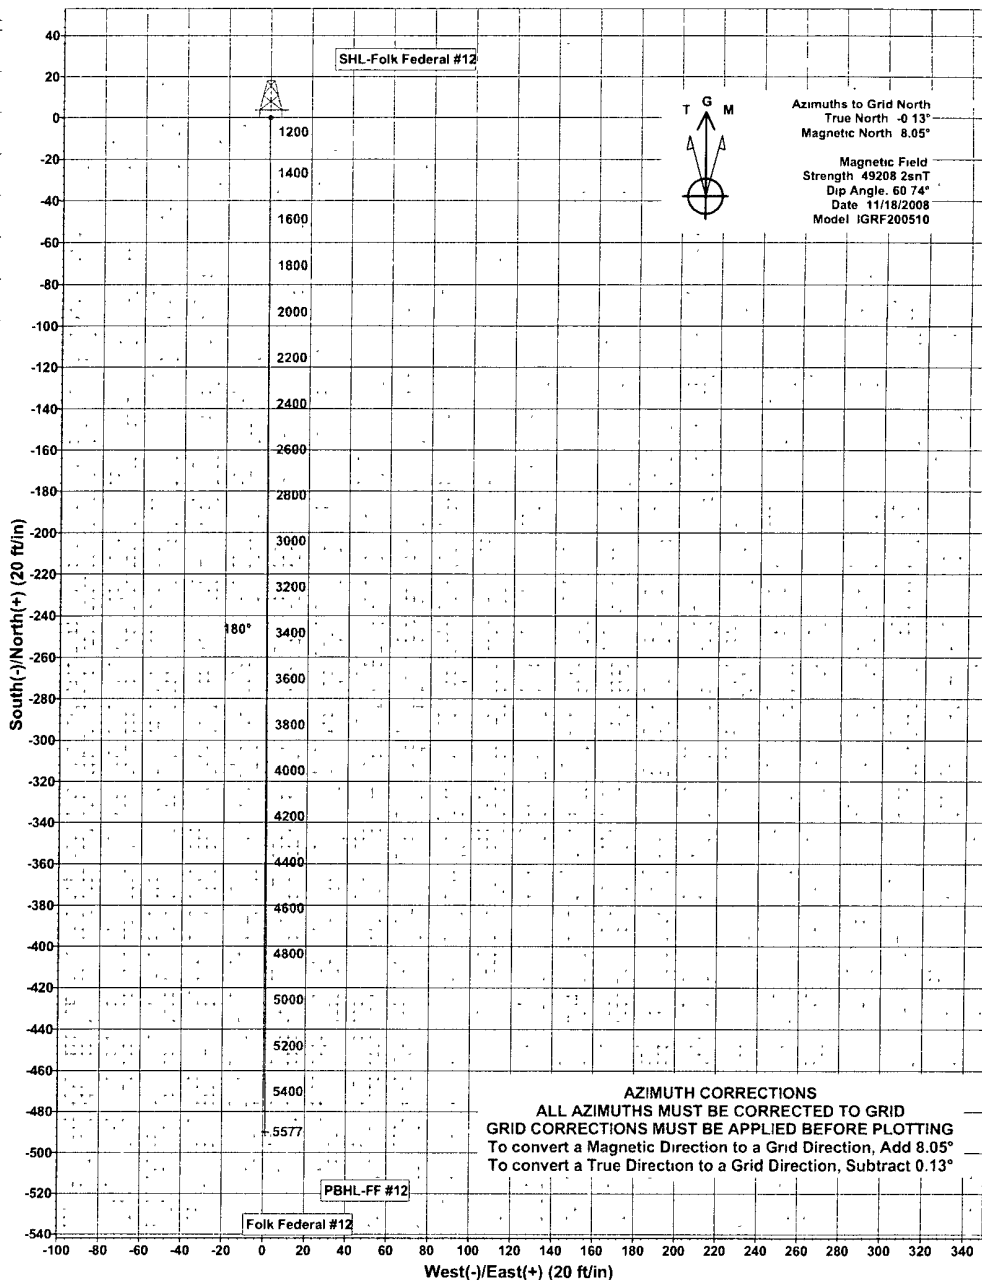 SHL-Folk Federal #12
T G M
Azimuths to Grid North
True North -0 13°
Magnetic North 8.05°
Magnetic Field
Strength 49208 2snT
Dip Angle. 60 74°
Date 11/18/2008
Model IGRF200510
40
20
0
-20
-40
-60
-80
-100
-120
-140
-160
-180
-200
-220
-240
-260
-280
-300
-320
-340
-360
-380
-400
-420
-440
-460
-480
-500
-520
-540
South(-)/North(+) (20 ft/in)
1200
1400
1600
1800
2000
2200
2400
2600
2800
3000
3200
180°
3400
3600
3800
4000
4200
4400
4600
4800
5000
5200
5400
5577
AZIMUTH CORRECTIONS
ALL AZIMUTHS MUST BE CORRECTED TO GRID
GRID CORRECTIONS MUST BE APPLIED BEFORE PLOTTING
To convert a Magnetic Direction to a Grid Direction, Add 8.05°
To convert a True Direction to a Grid Direction, Subtract 0.13°
PBHL-FF #12
Folk Federal #12
-100 -80 -60 -40 -20 0 20 40 60 80 100 120 140 160 180 200 220 240 260 280 300 320 340
West(-)/East(+) (20 ft/in)